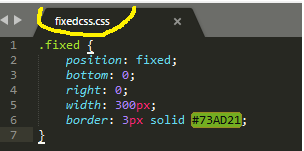 fixedcss.css
1 .fixed {
2 position: fixed;
3 bottom: 0;
4 right: 0;
5 width: 300px;
6 border: 3px solid #73AD21;
7 }